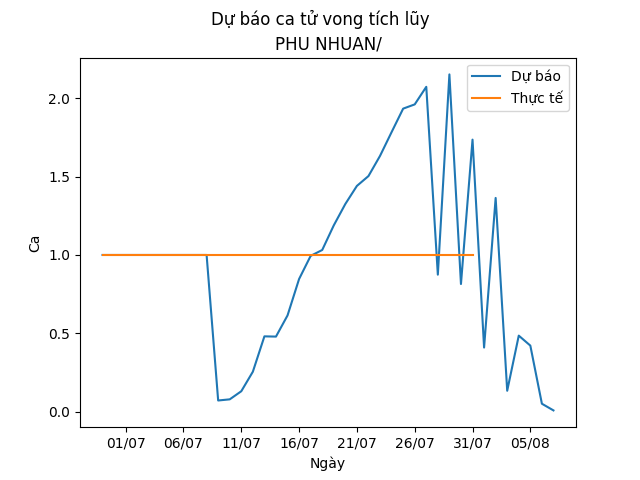 Dự báo ca tử vong tích lũy
PHU NHUAN/
Dự báo
Thực tế
2.0
1.5
1.0
0.5
0.0
Ca
01/07 06/07 11/07 16/07 21/07 26/07 31/07 05/08
Ngày